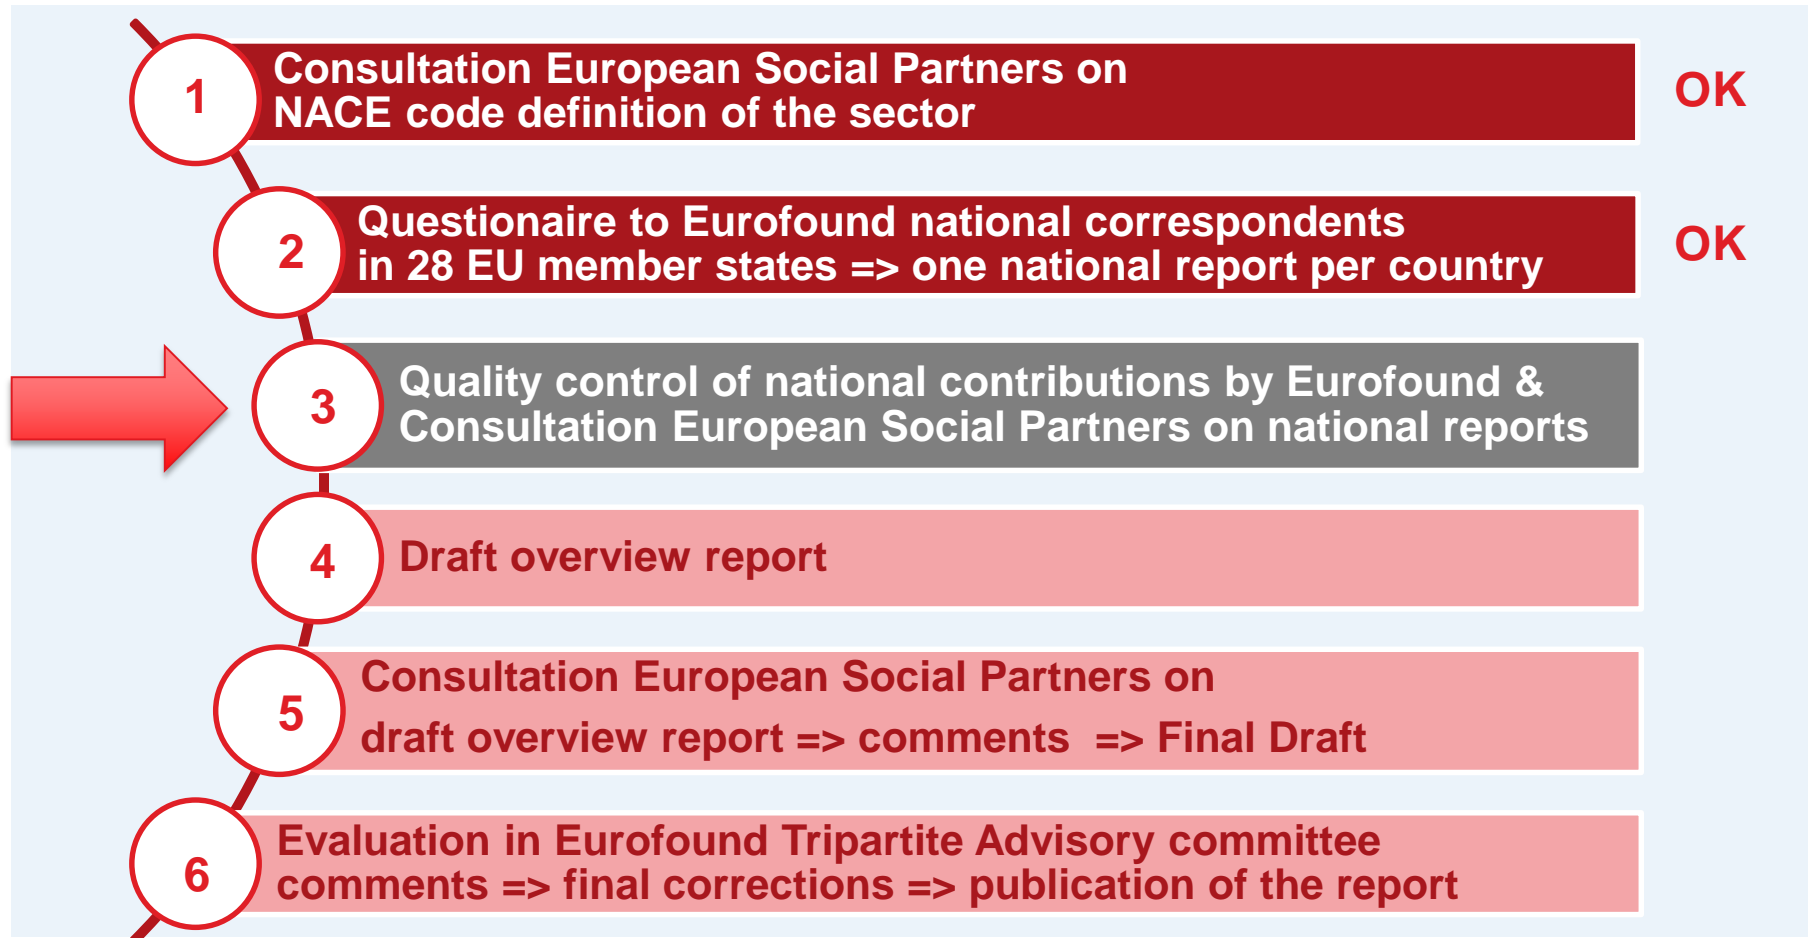 1
Consultation European Social Partners on
NACE code definition of the sector
OK
2
Questionaire to Eurofound national correspondents
in 28 EU member states => one national report per country
OK
3
Quality control of national contributions by Eurofound &
Consultation European Social Partners on national reports
4
Draft overview report
5
Consultation European Social Partners on
draft overview report => comments => Final Draft
6
Evaluation in Eurofound Tripartite Advisory committee
comments => final corrections => publication of the report